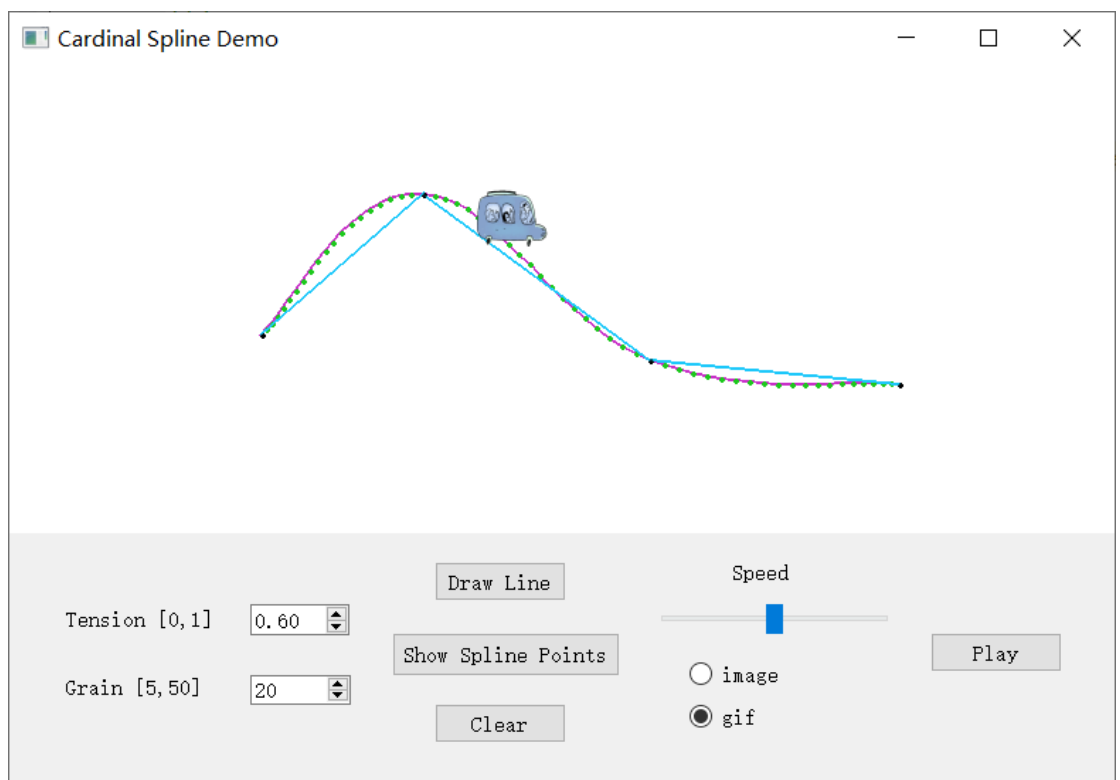 Cardinal Spline Demo
Draw Line
Speed
Tension [0,1]
0.60
Show Spline Points
Play
image
Grain [5,50]
20
gif
Clear